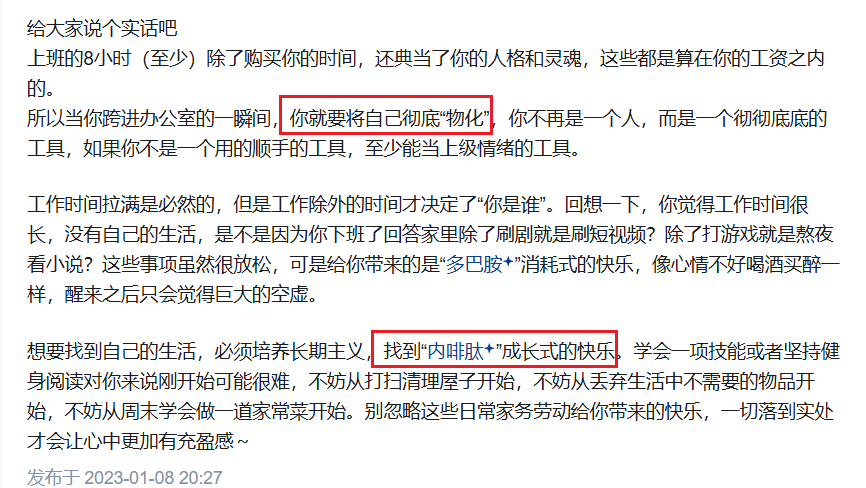 给大家说个实话吧
上班的8小时（至少）除了购买你的时间，还典当了你的人格和灵魂，这些都是算在你的工资之内
的。
所以当你跨进办公室的一瞬间，你就要将自己彻底“物化”，你不再是一个人，而是一个彻彻底底的
工具，如果你不是一个用的顺手的工具，至少能当上级情绪的工具。
工作时间拉满是必然的，但是工作除外的时间才决定了“你是谁”。回想一下，你觉得工作时间很
长，没有自己的生活，是不是因为你下班了回答家里除了刷剧就是刷短视频？除了打游戏就是熬夜
看小说？这些事项虽然很放松，可是给你带来的是“多巴胺”消耗式的快乐，像心情不好喝酒买醉一
样，醒来之后只会觉得巨大的空虚。
想要找到自己的生活，必须培养长期主义，找到“内啡肽”成长式的快乐。学会一项技能或者坚持健
身阅读对你来说刚开始可能很难，不妨从打扫清理屋子开始，不妨从丢弃生活中不需要的物品开
始，不妨从周末学会做一道家常菜开始。别忽略这些日常家务劳动给你带来的快乐，一切落到实处
才会让心中更加有充盈感～
发布于 2023-01-08 20:27